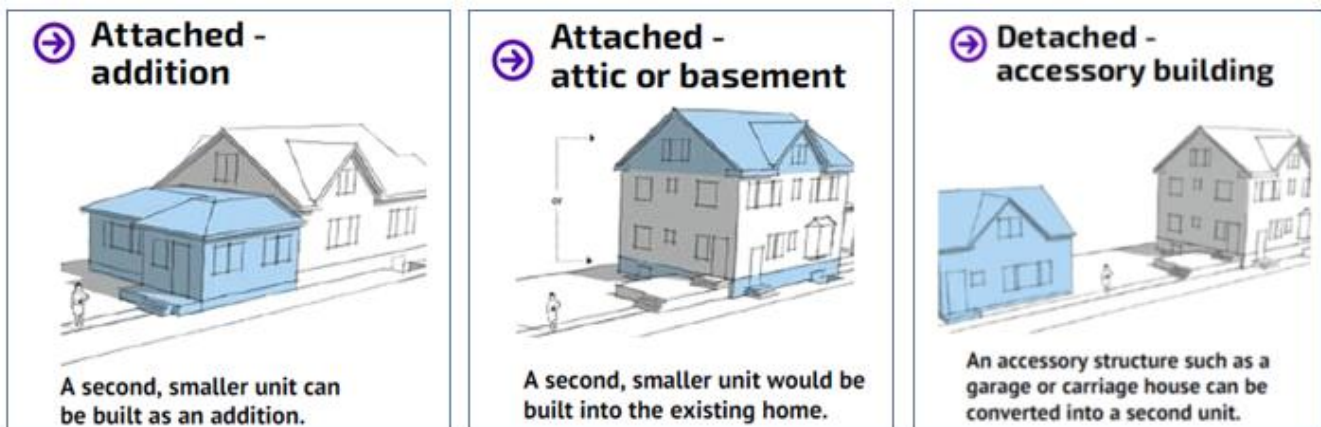 Attached -
addition
A second, smaller unit can
be built as an addition.
Attached -
attic or basement
or
A second, smaller unit would be
built into the existing home.
Detached -
accessory building
An accessory structure such as a
garage or carriage house can be
converted into a second unit.